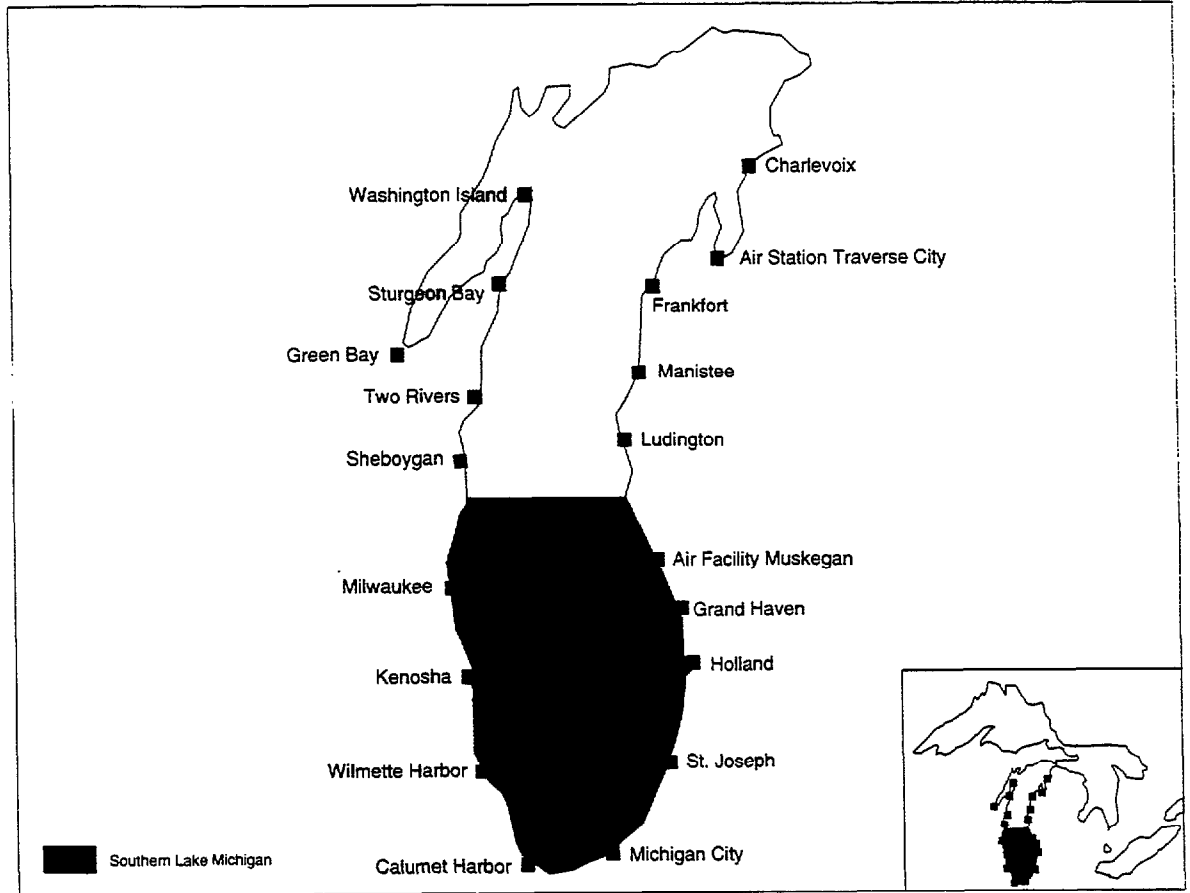 Charlevoix
Washington Island
Air Station Traverse City
Sturgeon Bay
Frankfort
Green Bay
Manistee
Two Rivers
Ludington
Sheboygan
Air Facility Muskegan
Milwaukee
Grand Haven
Holland
Kenosha
St. Joseph
Wilmette Harbor
Michigan City
Southern Lake Michigan
Calumet Harbor